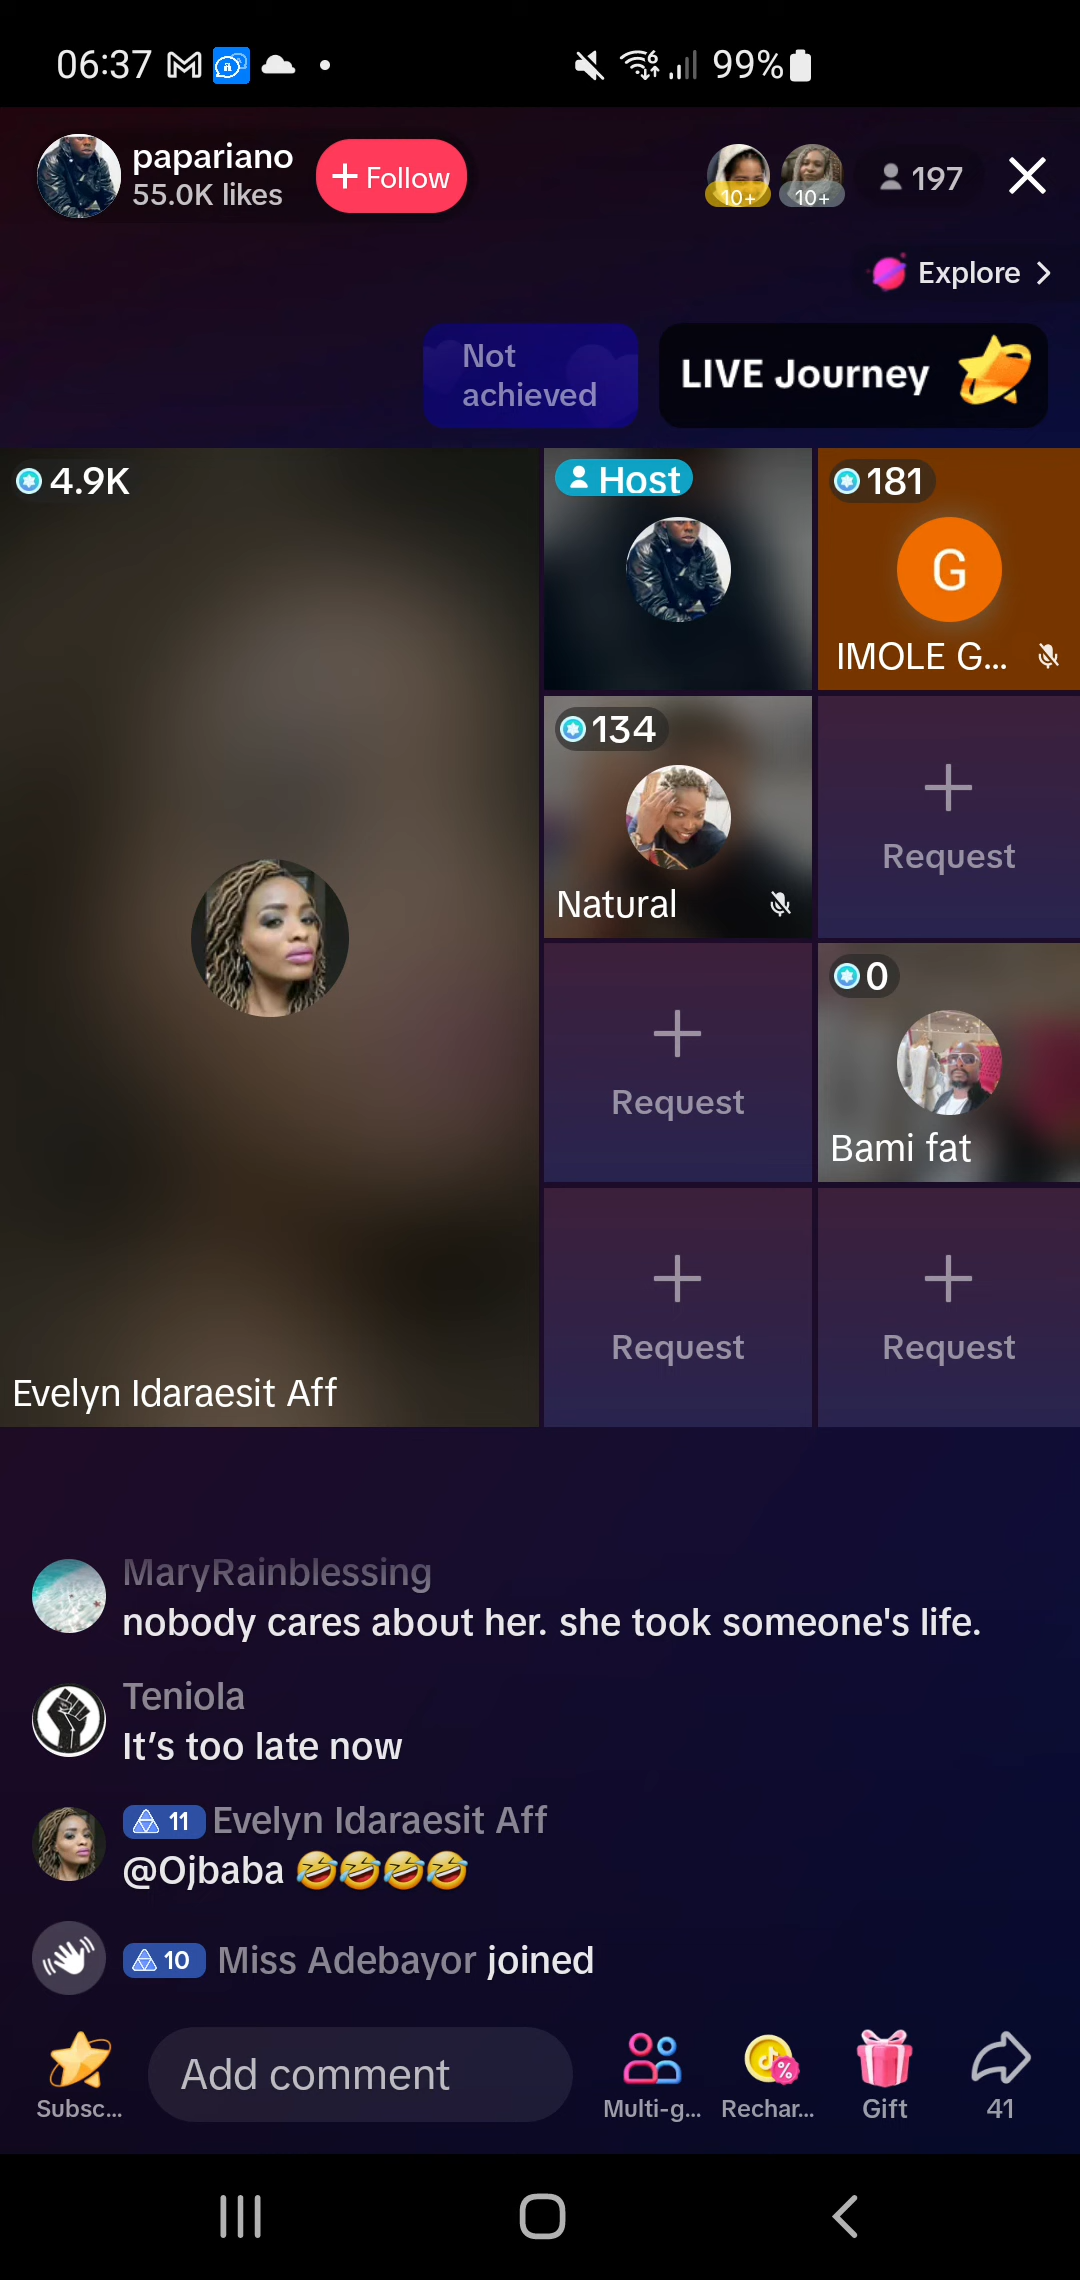 06:37
99%
papariano
55.0K likes
+ Follow
10+
10+
197
Explore
Not
achieved
LIVE Journey
4.9K
Host
181
G
IMOLE G...
134
Natural
Request
Request
0
Bami fat
Request
Request
Evelyn Idaraesit Aff
MaryRainblessing
nobody cares about her. she took someone's life.
Teniola
It’s too late now
11 Evelyn Idaraesit Aff
@Ojbaba 🤣🤣🤣🤣
10 Miss Adebayor joined
Add comment
Subsc...
Multi-g...
Rechar...
Gift
41